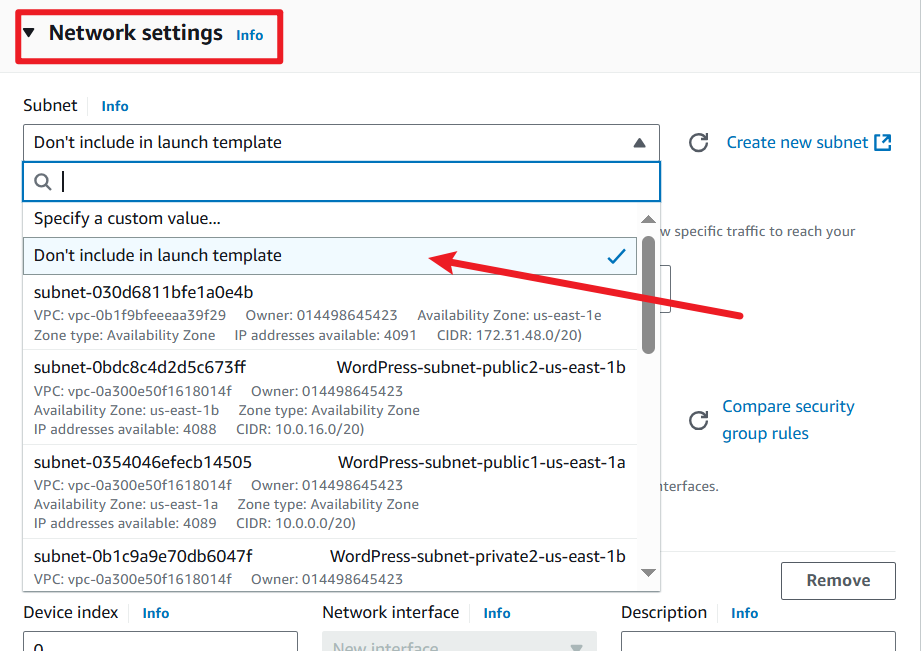 Network settings Info
Subnet Info
Don't include in launch template
Create new subnet
Specify a custom value...
specific traffic to reach your
Don't include in launch template
subnet-030d6811bfe1a0e4b
VPC: vpc-0b1f9bfeeeaa39f29 Owner: 014498645423 Availability Zone: us-east-1e
Zone type: Availability Zone IP addresses available: 4091 CIDR: 172.31.48.0/20)
subnet-0bdc8c4d2d5c673ff WordPress-subnet-public2-us-east-1b
VPC: vpc-0a300e50f1618014f Owner: 014498645423
Availability Zone: us-east-1b Zone type: Availability Zone
IP addresses available: 4088 CIDR: 10.0.16.0/20)
Compare security
group rules
subnet-0354046efecb14505 WordPress-subnet-public1-us-east-1a
VPC: vpc-0a300e50f1618014f Owner: 014498645423
Availability Zone: us-east-1a Zone type: Availability Zone
IP addresses available: 4089 CIDR: 10.0.0.0/20)
terfaces.
subnet-0b1c9a9e70db6047f WordPress-subnet-private2-us-east-1b
VPC: vpc-0a300e50f1618014f Owner: 014498645423
Remove
Device index Info
Network interface Info
Description Info
0
New interface